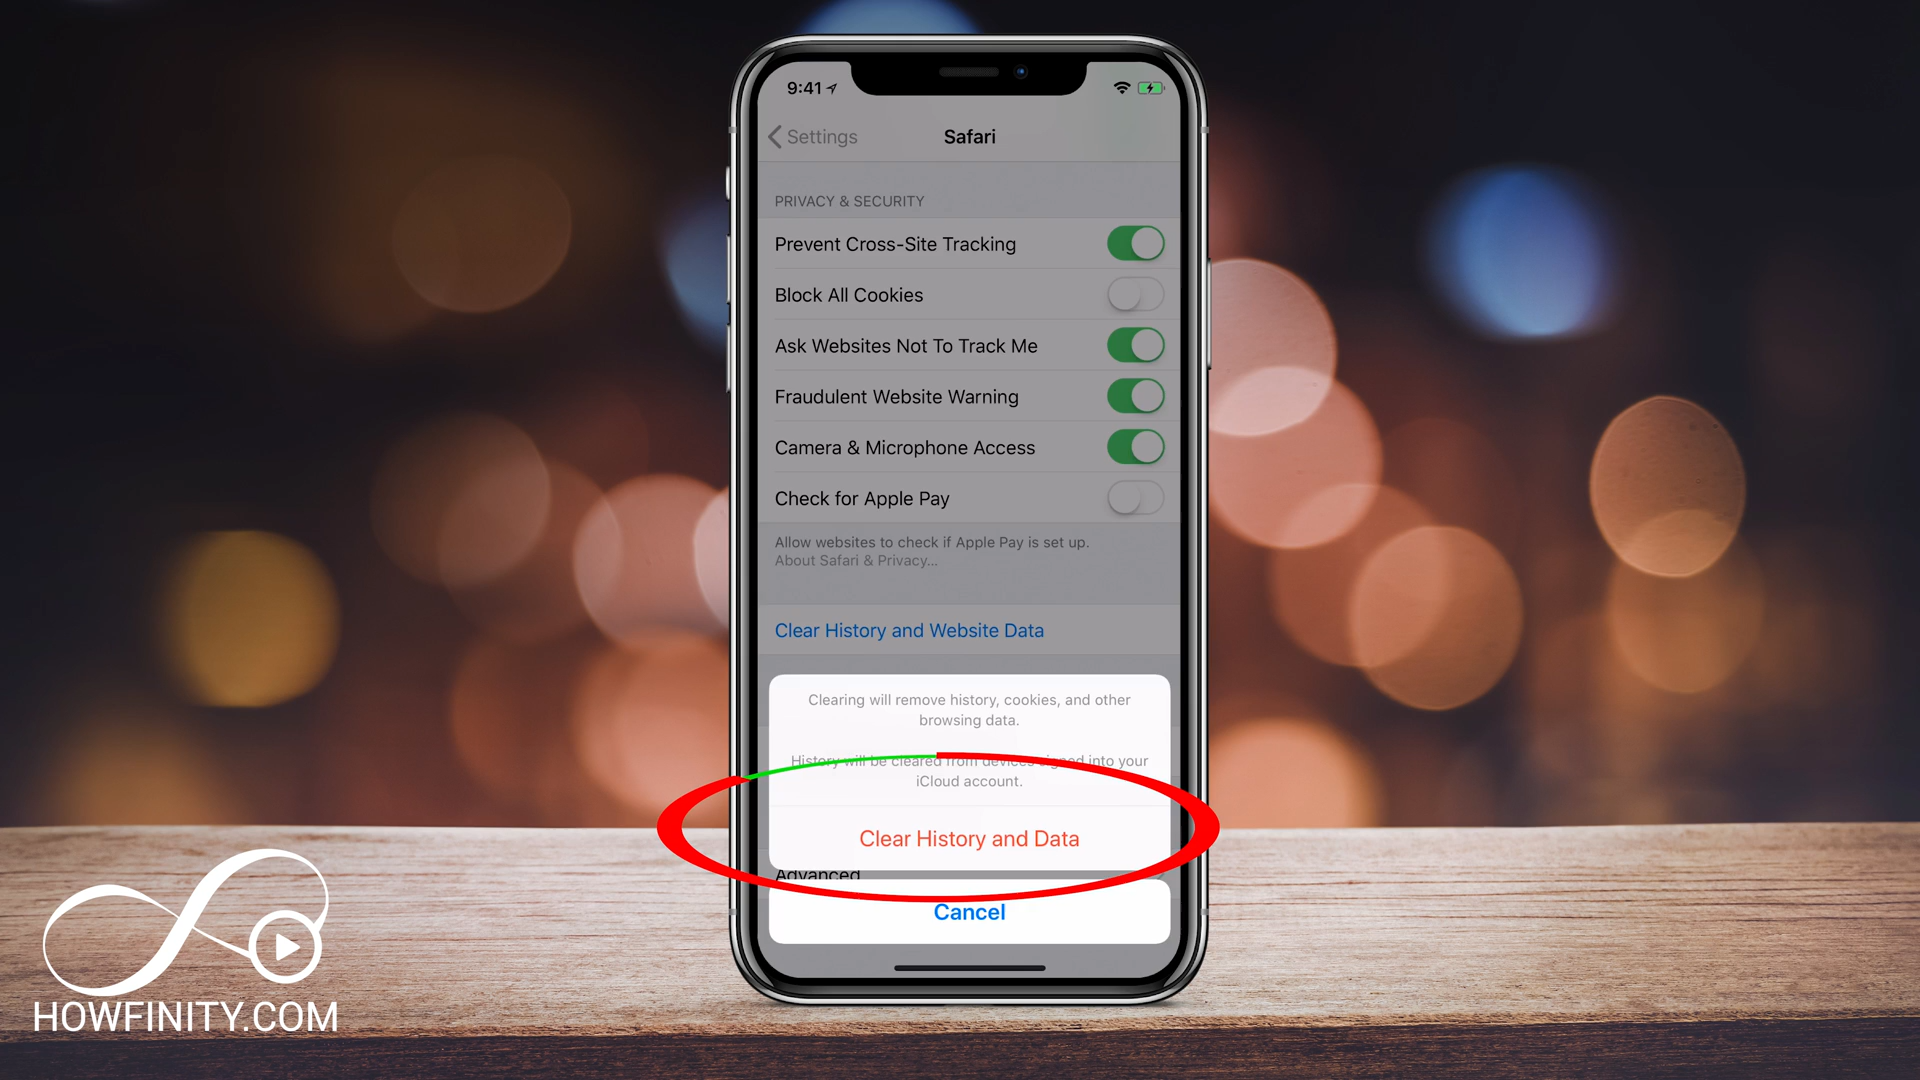 9:41
Settings
Safari
PRIVACY & SECURITY
Prevent Cross-Site Tracking
Block All Cookies
Ask Websites Not To Track Me
Fraudulent Website Warning
Camera & Microphone Access
Check for Apple Pay
Allow websites to check if Apple Pay is set up.
About Safari & Privacy...
Clear History and Website Data
Clearing will remove history, cookies, and other
browsing data.
History will be cleared from devices signed into your
iCloud account.
Clear History and Data
Advanced
Cancel
HOWFINITY.COM